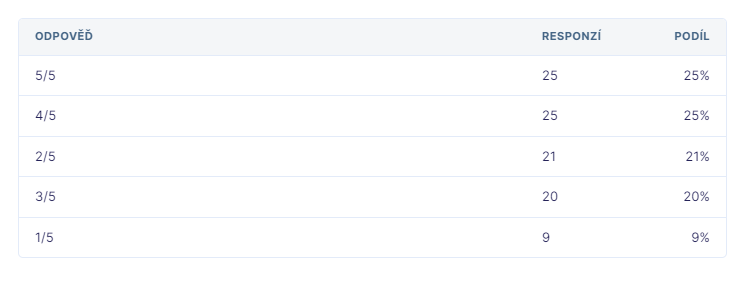 ODPOVĚĎ RESPONZÍ PODÍL
5/5 25 25%
4/5 25 25%
2/5 21 21%
3/5 20 20%
1/5 9 9%